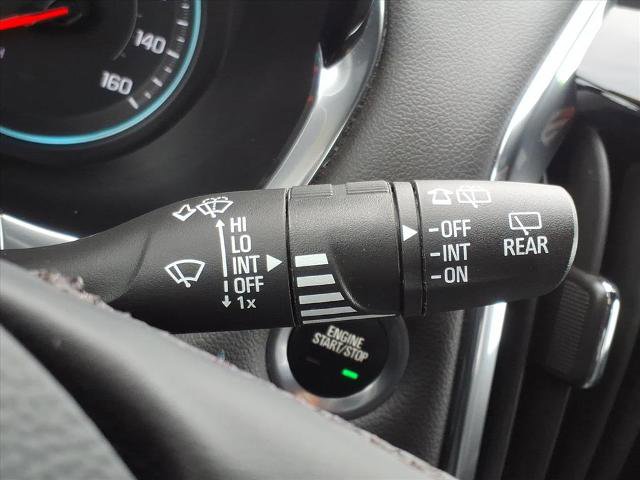 140
160
HI
LO
INT
OFF
1x
-OFF
-INT
-ON
REAR
ENGINE
START/STOP